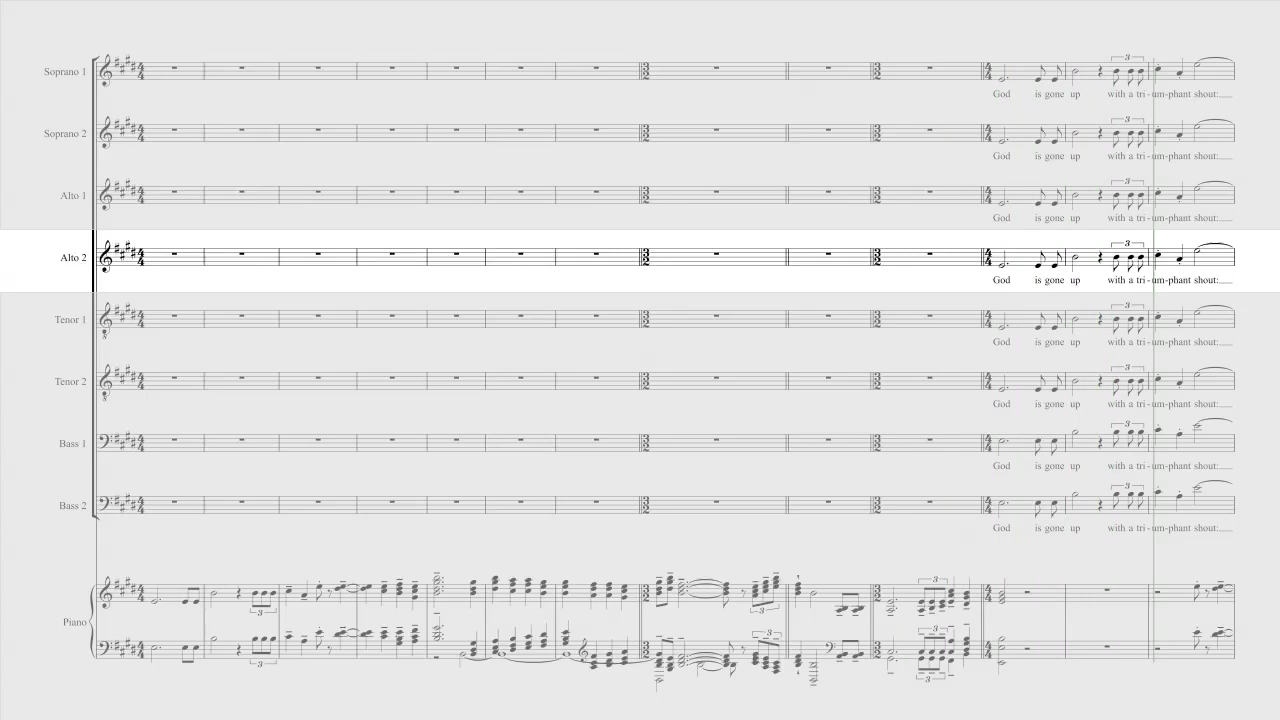 Soprano 1
God is gone up with a tri - um-phant shout:
Soprano 2
God is gone up with a tri - um-phant shout:
Alto 1
God is gone up with a tri - um-phant shout:
Alto 2
God is gone up with a tri - um-phant shout:
Tenor 1
God is gone up with a tri - um-phant shout:
Tenor 2
God is gone up with a tri - um-phant shout:
Bass 1
God is gone up with a tri - um-phant shout:
Bass 2
God is gone up with a tri - um-phant shout:
Piano